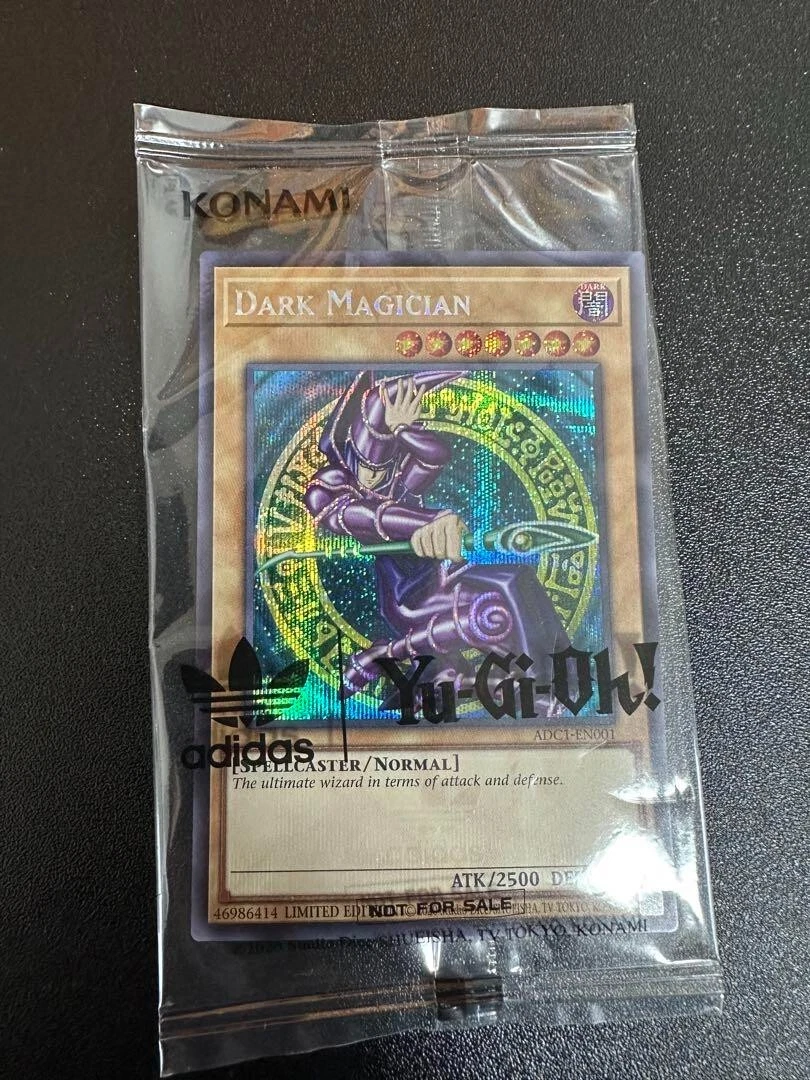 KONAMI
DARK MAGICIAN
DARK
闇
adidas
Yu-Gi-Oh!
ADC1-EN001
[SPELLCASTER/NORMAL]
The ultimate wizard in terms of attack and defense.
ATK/2500
46986414 LIMITED
NOT FOR SALE
SHUEISHA, TV TOKYO, KONAMI